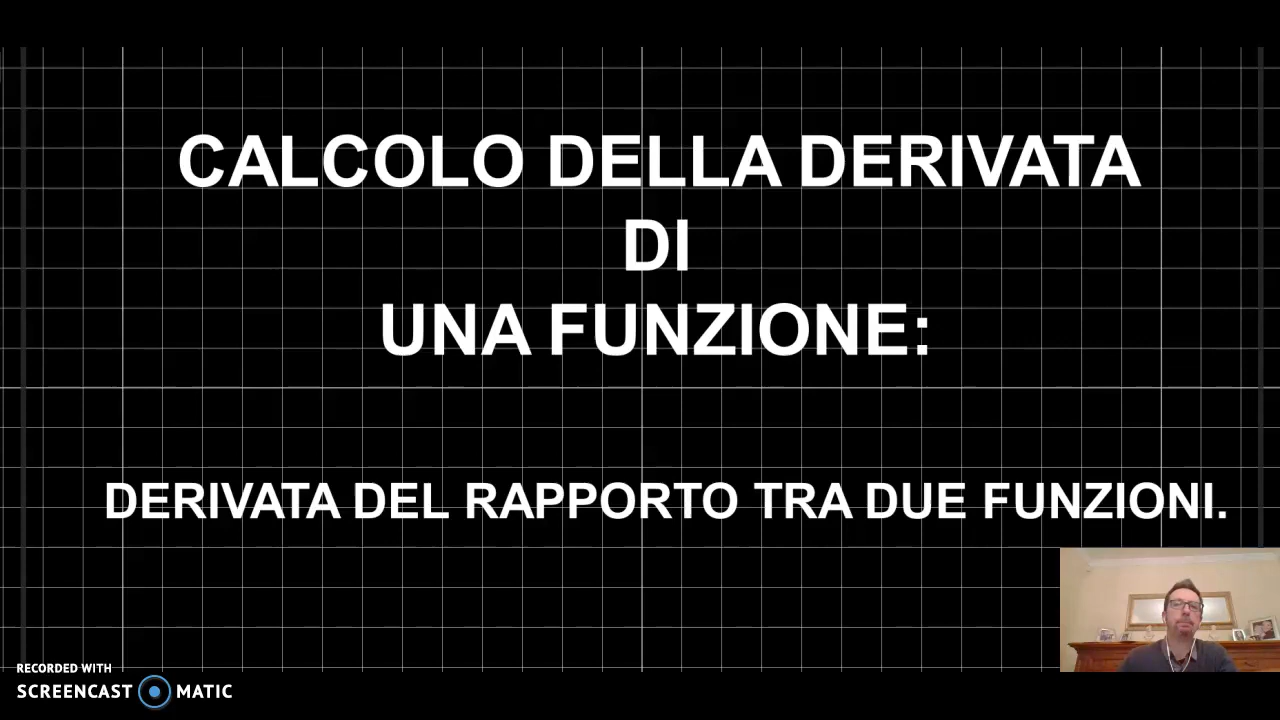 CALCOLO DELLA DERIVATA
DI
UNA FUNZIONE:
DERIVATA DEL RAPPORTO TRA DUE FUNZIONI.
RECORDED WITH
SCREENCAST MATIC